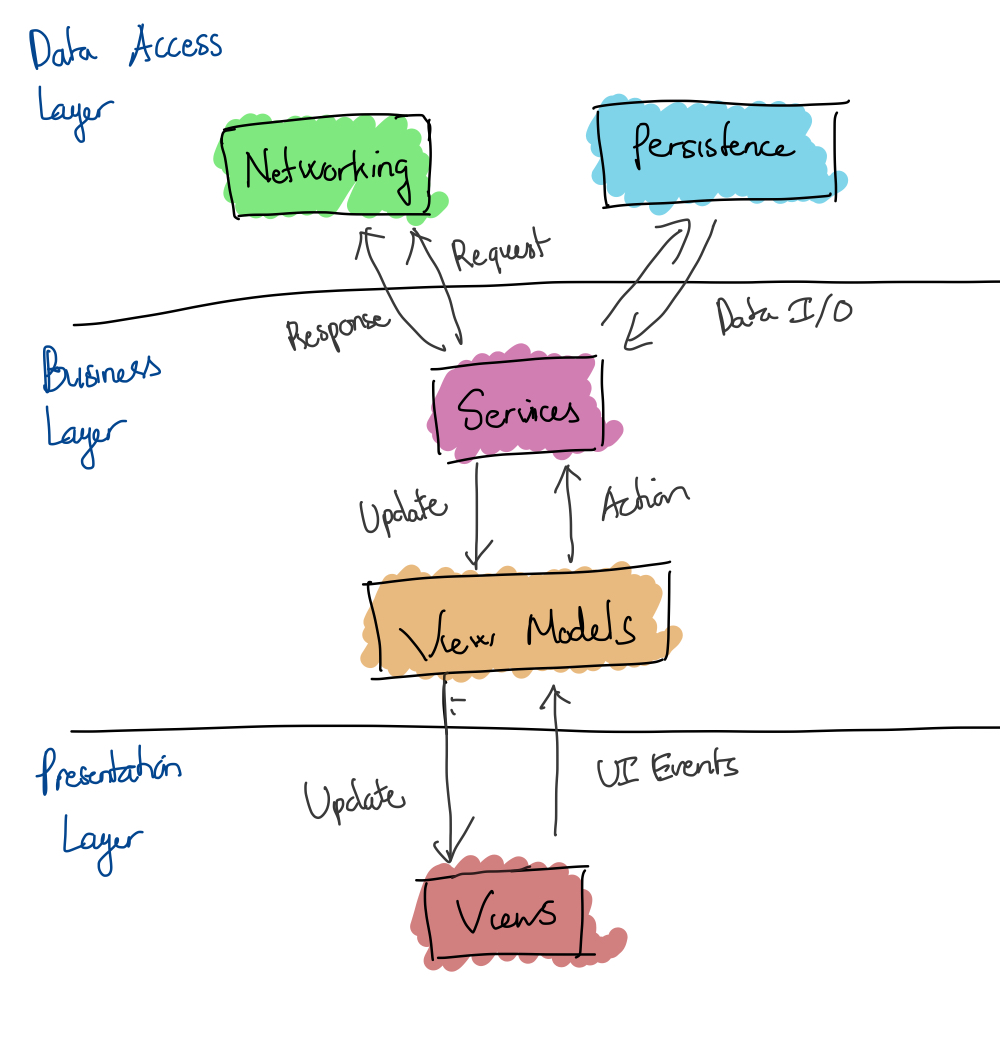 Data Access
Layer
Networking
Persistence
Request
Response
Data I/O
Business
Layer
Services
Update
Action
View Models
Presentation
Layer
Update
UI Events
Views